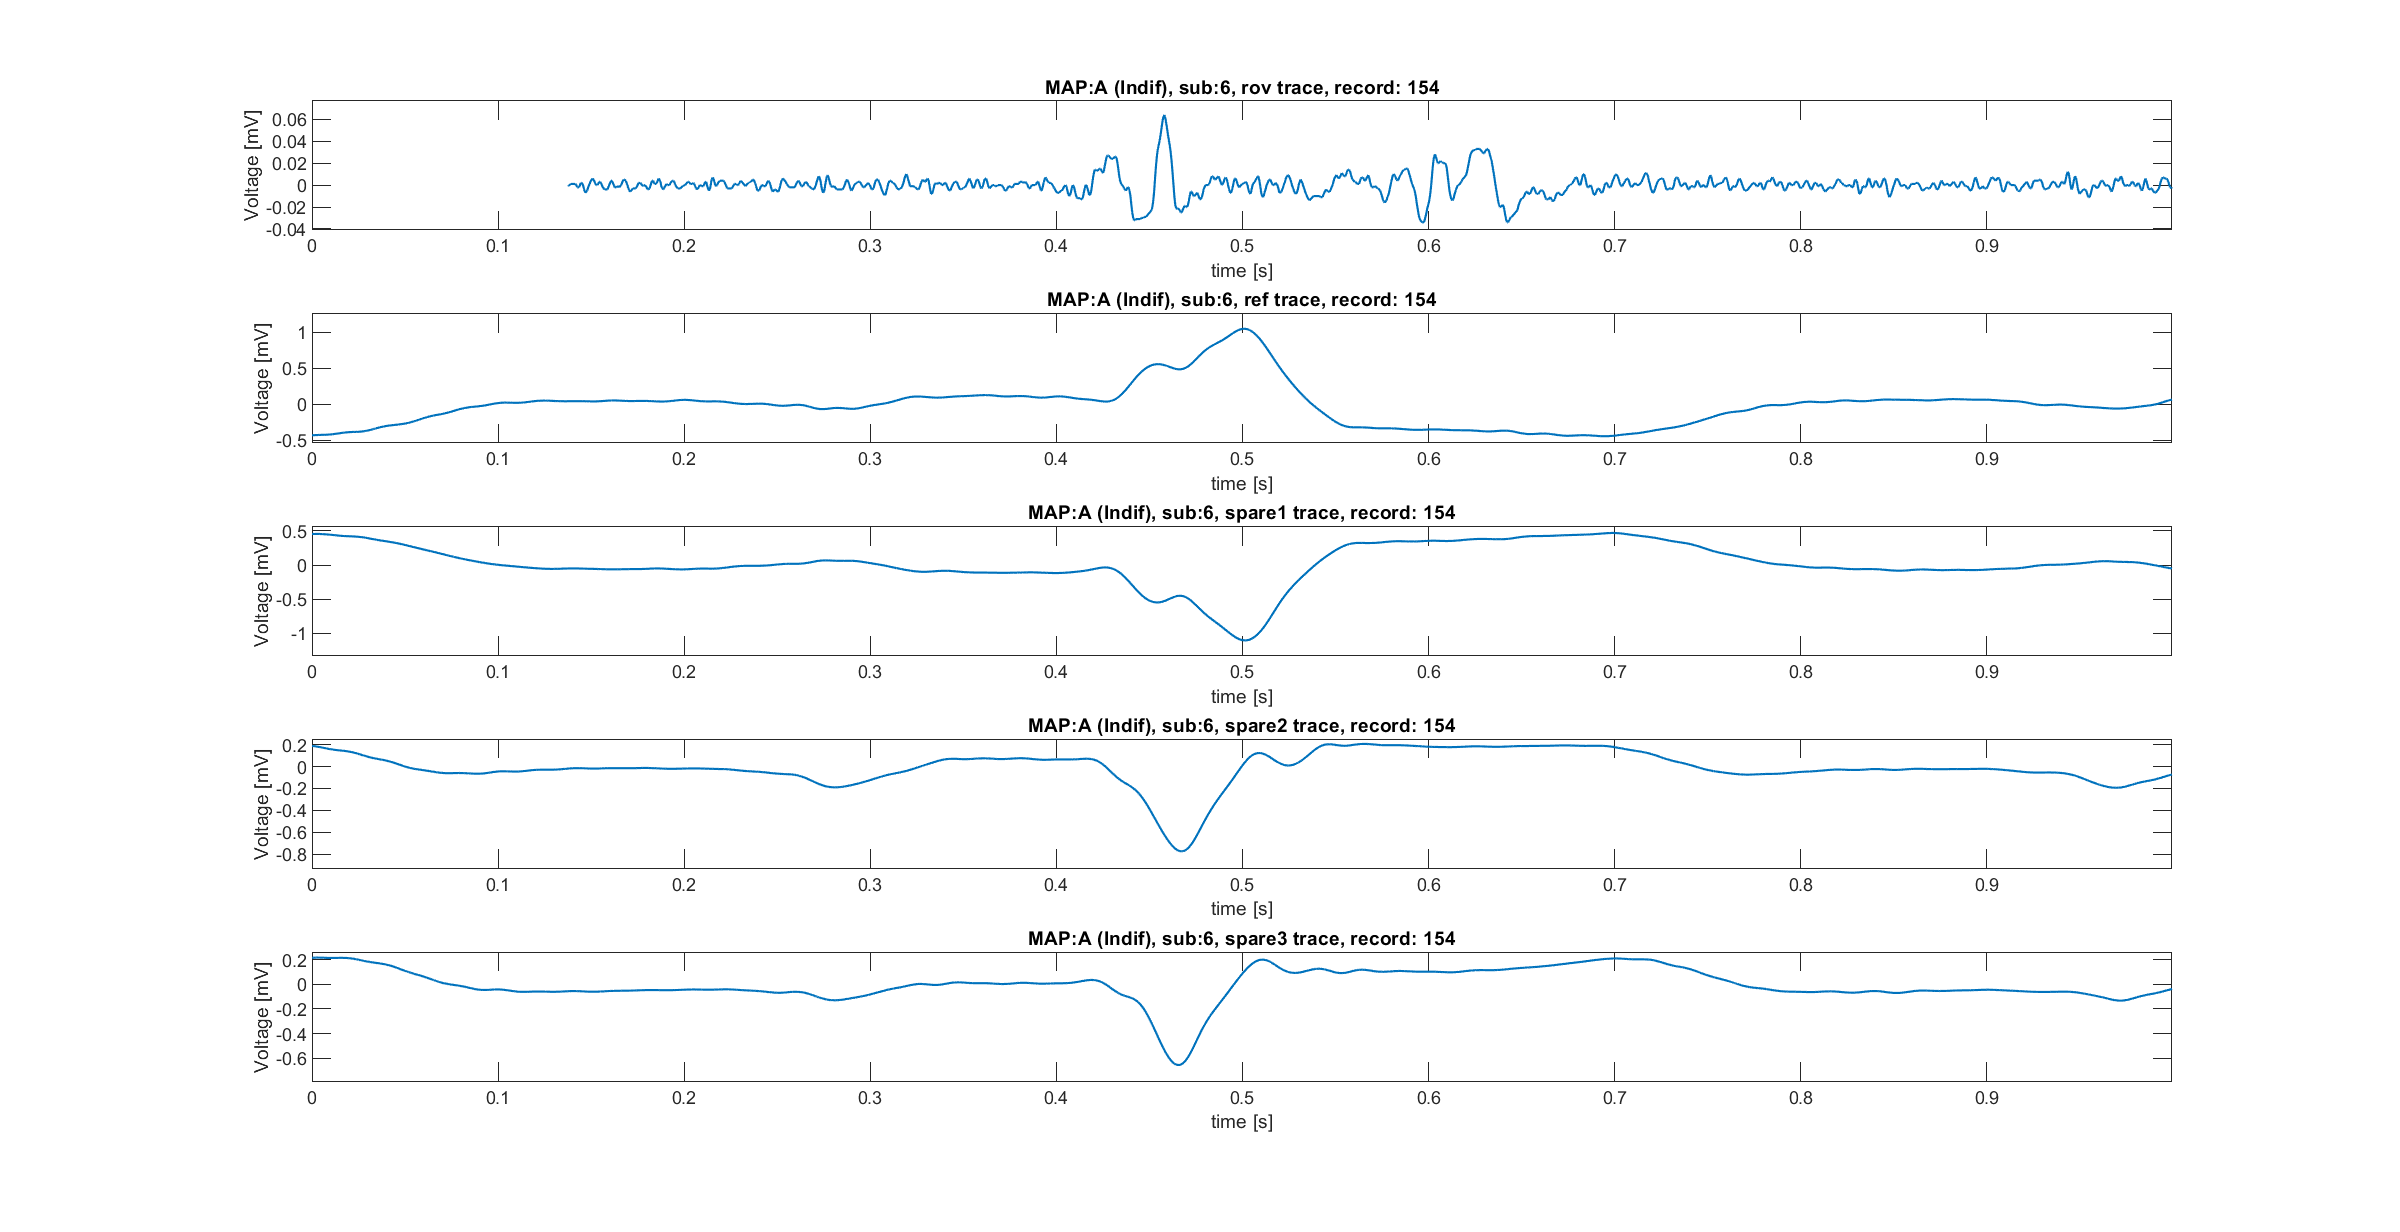 MAP:A (Indif), sub:6, rov trace, record: 154
Voltage [mV]
0.06
0.04
0.02
0
-0.02
-0.04
0 0.1 0.2 0.3 0.4 0.5 0.6 0.7 0.8 0.9
time [s]
MAP:A (Indif), sub:6, ref trace, record: 154
Voltage [mV]
1
0.5
0
-0.5
0 0.1 0.2 0.3 0.4 0.5 0.6 0.7 0.8 0.9
time [s]
MAP:A (Indif), sub:6, spare1 trace, record: 154
Voltage [mV]
0.5
0
-0.5
-1
0 0.1 0.2 0.3 0.4 0.5 0.6 0.7 0.8 0.9
time [s]
MAP:A (Indif), sub:6, spare2 trace, record: 154
Voltage [mV]
0.2
0
-0.2
-0.4
-0.6
-0.8
0 0.1 0.2 0.3 0.4 0.5 0.6 0.7 0.8 0.9
time [s]
MAP:A (Indif), sub:6, spare3 trace, record: 154
Voltage [mV]
0.2
0
-0.2
-0.4
-0.6
0 0.1 0.2 0.3 0.4 0.5 0.6 0.7 0.8 0.9
time [s]